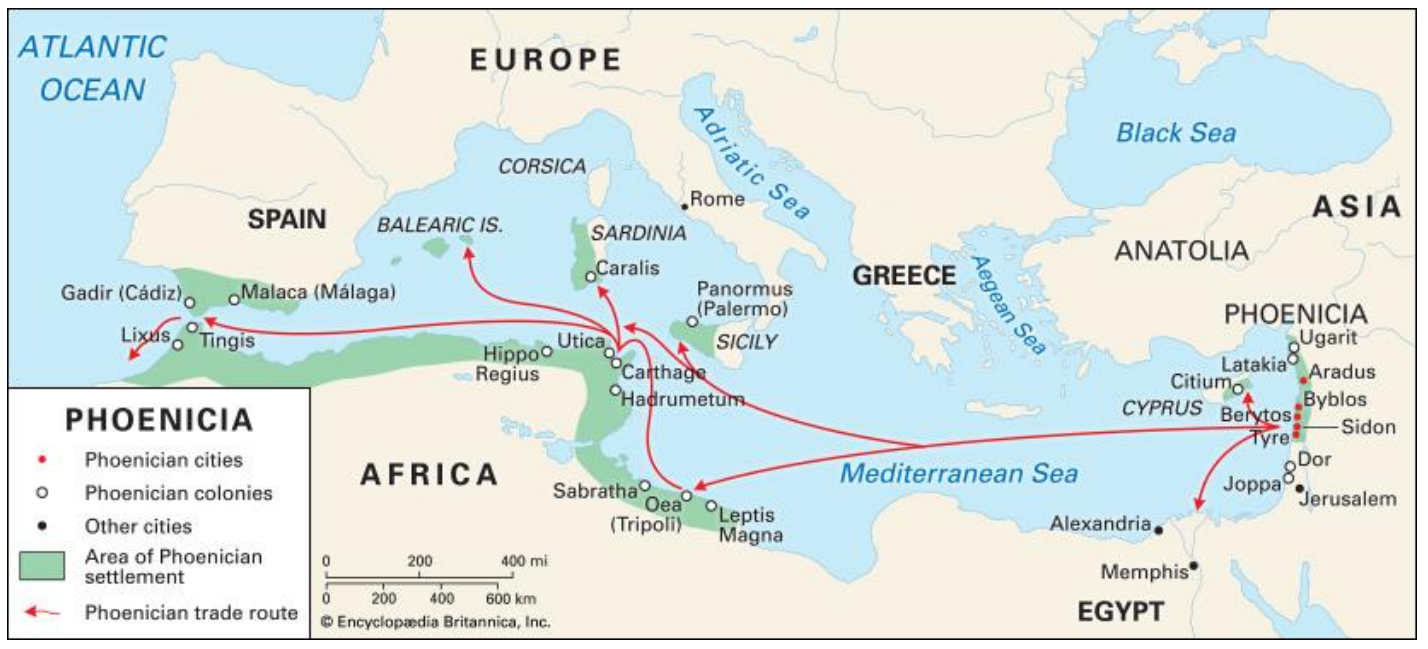 ATLANTIC
OCEAN
EUROPE
Adriatic Sea
Black Sea
CORSICA
Rome
ASIA
SPAIN
BALEARIC IS.
SARDINIA
ANATOLIA
Caralis
GREECE
Aegean Sea
Gadir (Cádiz)
Malaca (Málaga)
Panormus
(Palermo)
PHOENICIA
Lixus
Tingis
Utica
SICILY
Ugarit
Hippo
Regius
Carthage
Latakia
Aradus
Citium
Hadrumetum
CYPRUS
Byblos
Berytos
Sidon
Tyre
AFRICA
Mediterranean Sea
Dor
Joppa
Jerusalem
Sabratha
Oea
(Tripoli)
Leptis
Magna
Alexandria
Memphis
EGYPT
PHOENICIA
Phoenician cities
Phoenician colonies
Other cities
Area of Phoenician
settlement
Phoenician trade route
0 200 400 mi
0 200 400 600 km
© Encyclopædia Britannica, Inc.